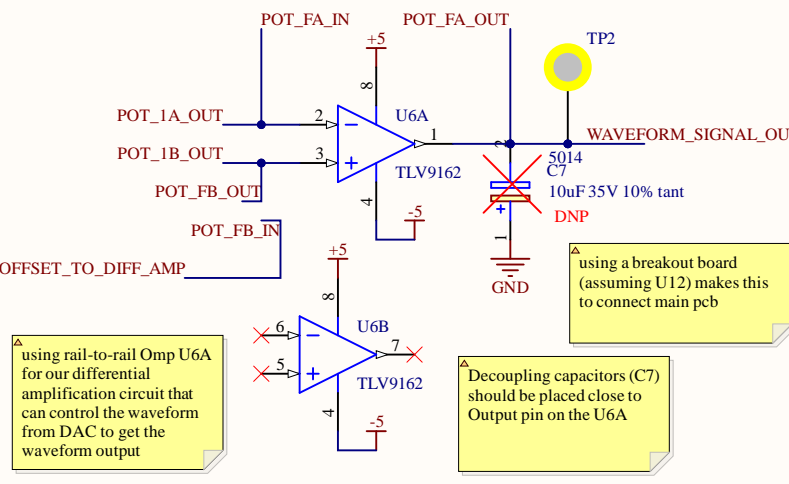 POT_FA_IN
POT_FA_OUT
TP2
+5
8
POT_1A_OUT
2
U6A
1
WAVEFORM_SIGNAL_OU
POT_1B_OUT
3
TLV9162
2
5014
C7
10uF 35V 10% tant
DNP
POT_FB_OUT
4
-5
1
POT_FB_IN
GND
OFFSET_TO_DIFF_AMP
+5
8
using a breakout board
(assuming U12) makes this
to connect main pcb
6
U6B
7
5
TLV9162
4
-5
using rail-to-rail Omp U6A
for our differential
amplification circuit that
can control the waveform
from DAC to get the
waveform output
Decoupling capacitors (C7)
should be placed close to
Output pin on the U6A